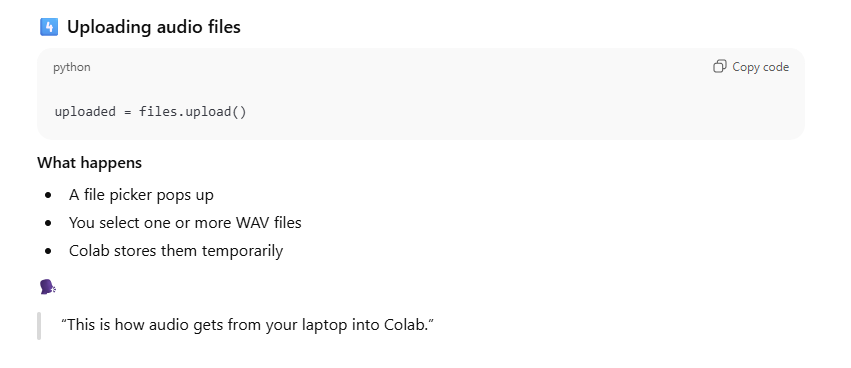 4 Uploading audio files
python
Copy code
uploaded = files.upload()
What happens
• A file picker pops up
• You select one or more WAV files
• Colab stores them temporarily
“This is how audio gets from your laptop into Colab.”